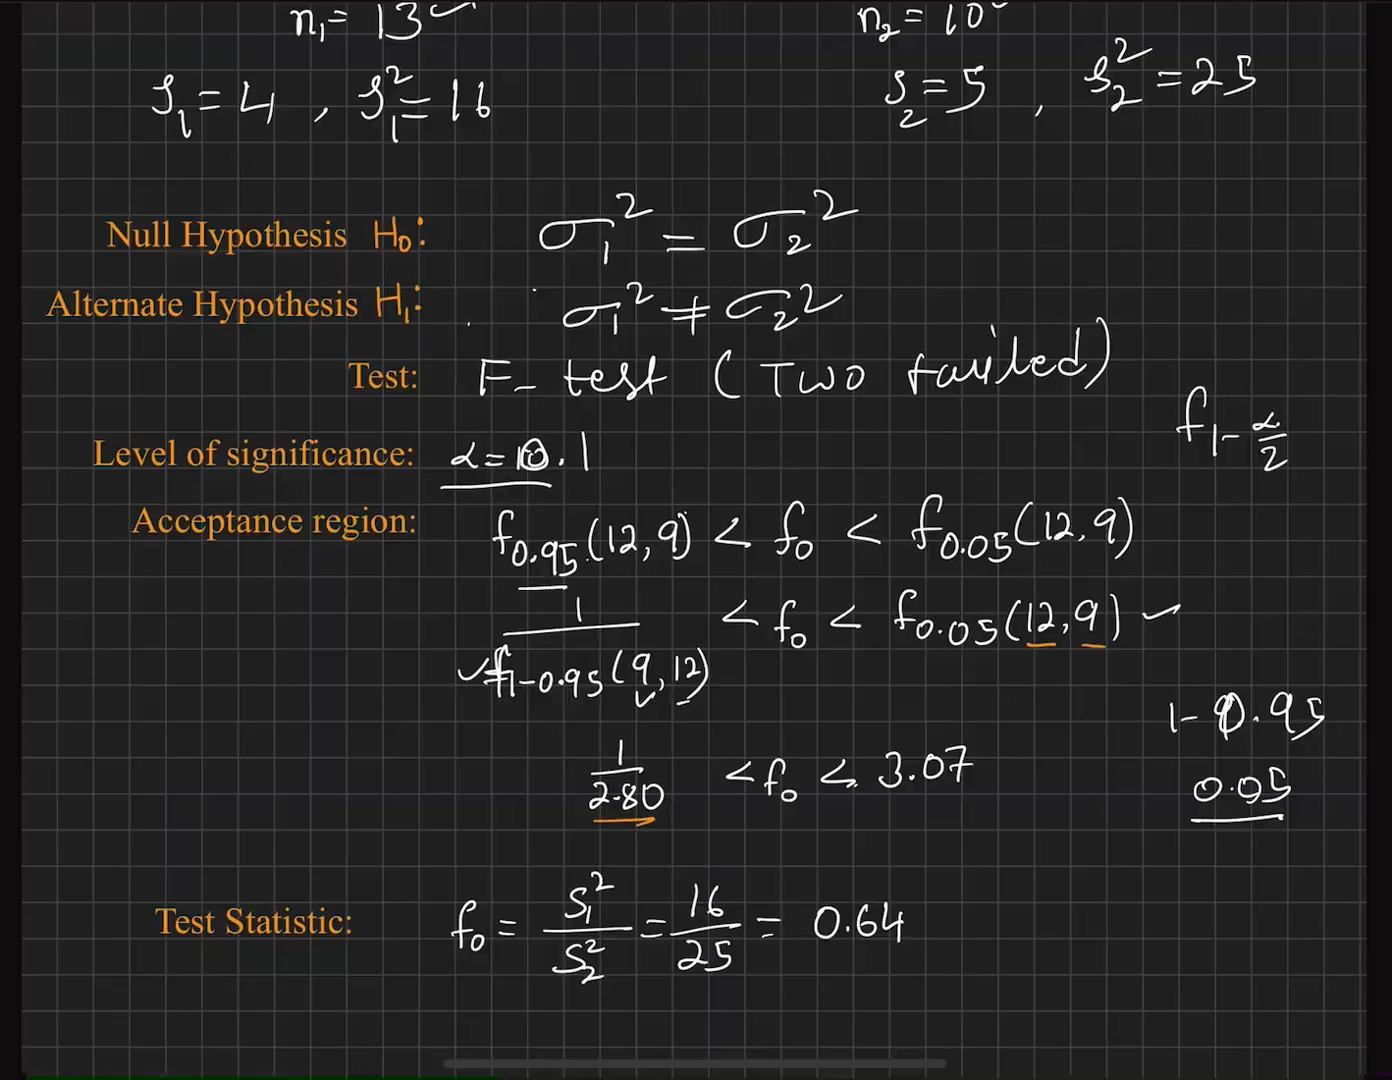 n₁ = 13 ✓ n₂ = 10
S₁ = 4 , S₁² = 16 S₂ = 5 , S₂² = 25
Null Hypothesis H₀: σ₁² = σ₂²
Alternate Hypothesis H₁: σ₁² ≠ σ₂²
Test: F- test ( Two tailed)
f₁₋α/₂
Level of significance: α = 0.1
Acceptance region: f₀.₉₅(12,9) < f₀ < f₀.₀₅(12,9)
1/f₁₋₀.₉₅(9,12) < f₀ < f₀.₀₅(12,9) ✓
1 - 0.95
1/2.80 < f₀ < 3.07
0.05
Test Statistic: f₀ = S₁²/S₂² = 16/25 = 0.64